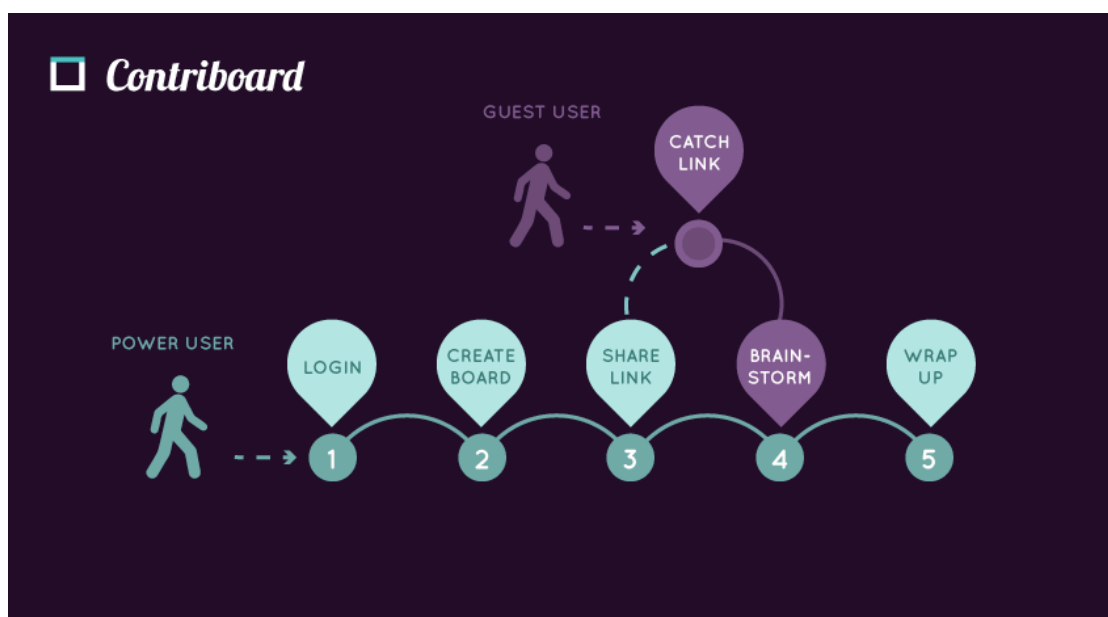 Contriboard
GUEST USER
CATCH
LINK
POWER USER
LOGIN
CREATE
BOARD
SHARE
LINK
BRAIN-
STORM
WRAP
UP
1
2
3
4
5